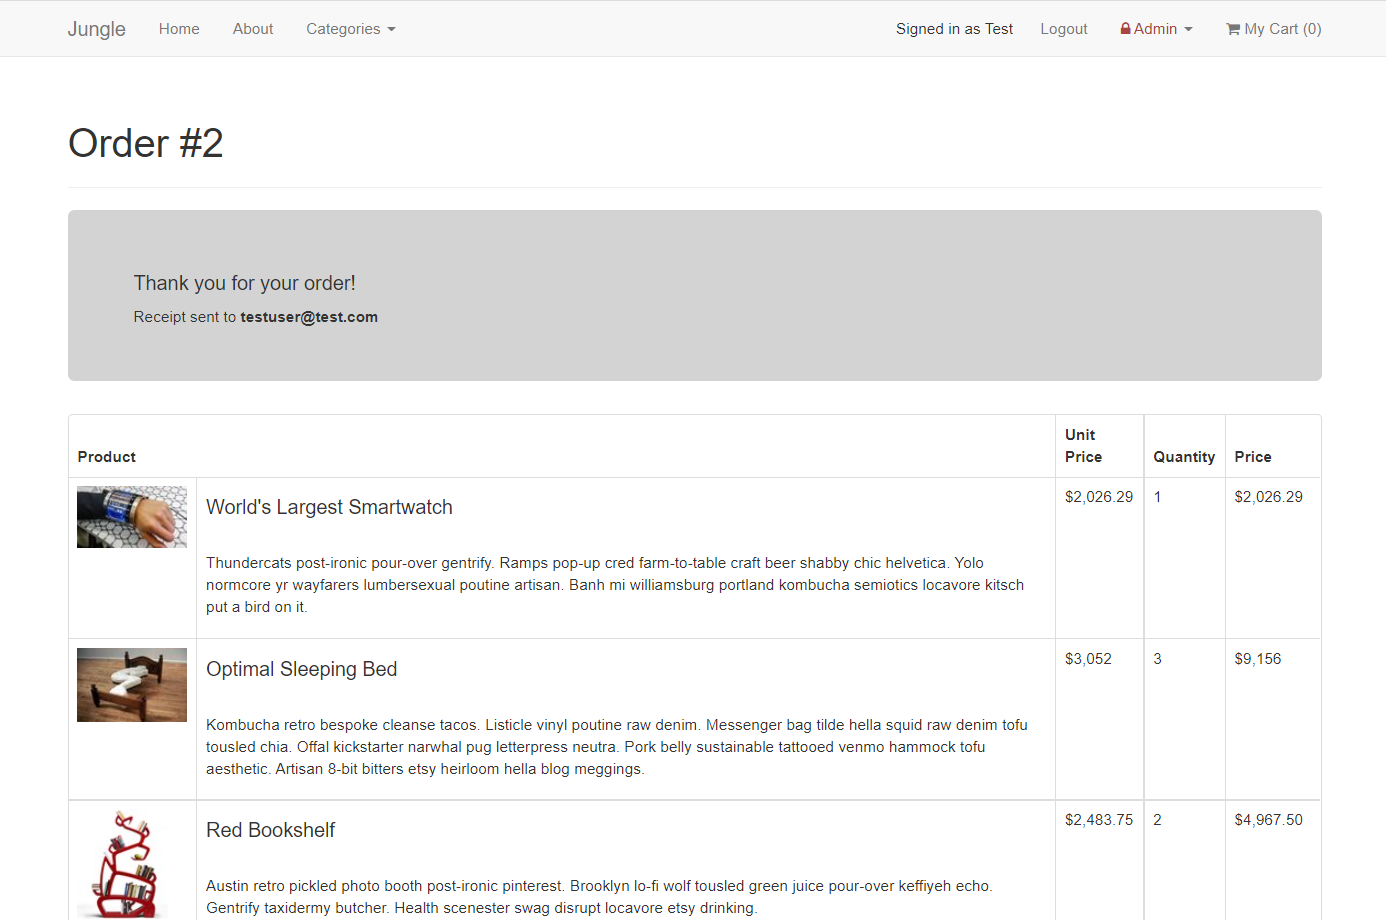 Jungle Home About Categories Signed in as Test Logout Admin My Cart (0)
Order #2
Thank you for your order!
Receipt sent to testuser@test.com
Product Unit Price Quantity Price
World's Largest Smartwatch $2,026.29 1 $2,026.29
Thundercats post-ironic pour-over gentrify. Ramps pop-up cred farm-to-table craft beer shabby chic helvetica. Yolo
normcore yr wayfarers lumbersexual poutine artisan. Banh mi williamsburg portland kombucha semiotics locavore kitsch
put a bird on it.
Optimal Sleeping Bed $3,052 3 $9,156
Kombucha retro bespoke cleanse tacos. Listicle vinyl poutine raw denim. Messenger bag tilde hella squid raw denim tofu
tousled chia. Offal kickstarter narwhal pug letterpress neutra. Pork belly sustainable tattooed venmo hammock tofu
aesthetic. Artisan 8-bit bitters etsy heirloom hella blog meggings.
Red Bookshelf $2,483.75 2 $4,967.50
Austin retro pickled photo booth post-ironic pinterest. Brooklyn lo-fi wolf tousled green juice pour-over keffiyeh echo.
Gentrify taxidermy butcher. Health scenester swag disrupt locavore etsy drinking.